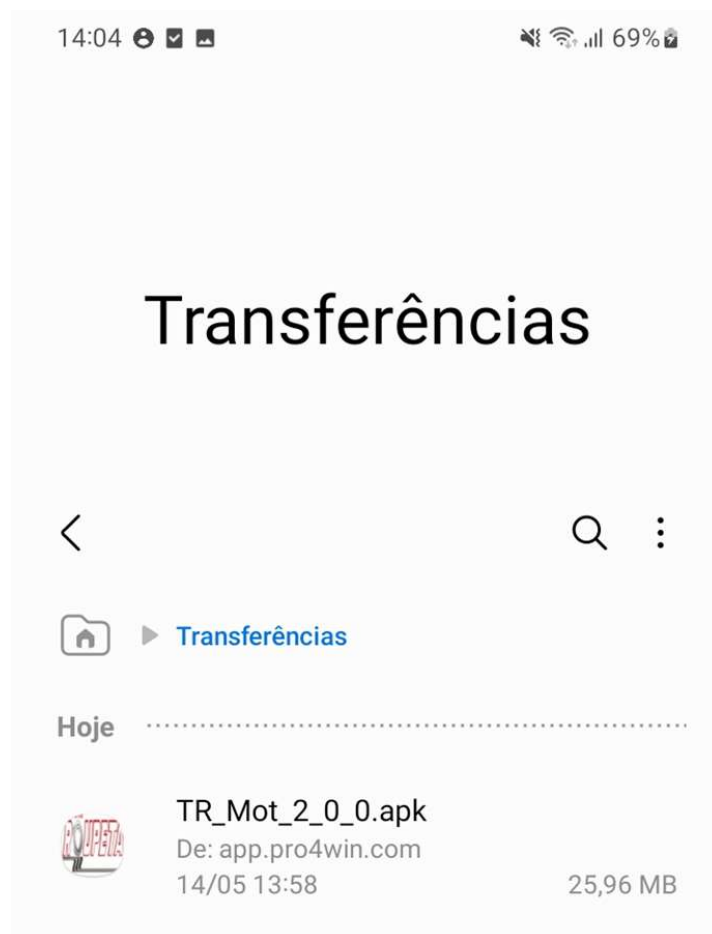 14:04 69%
Transferências
Transferências
Hoje
ROUPETA
TR_Mot_2_0_0.apk
De: app.pro4win.com
14/05 13:58 25,96 MB